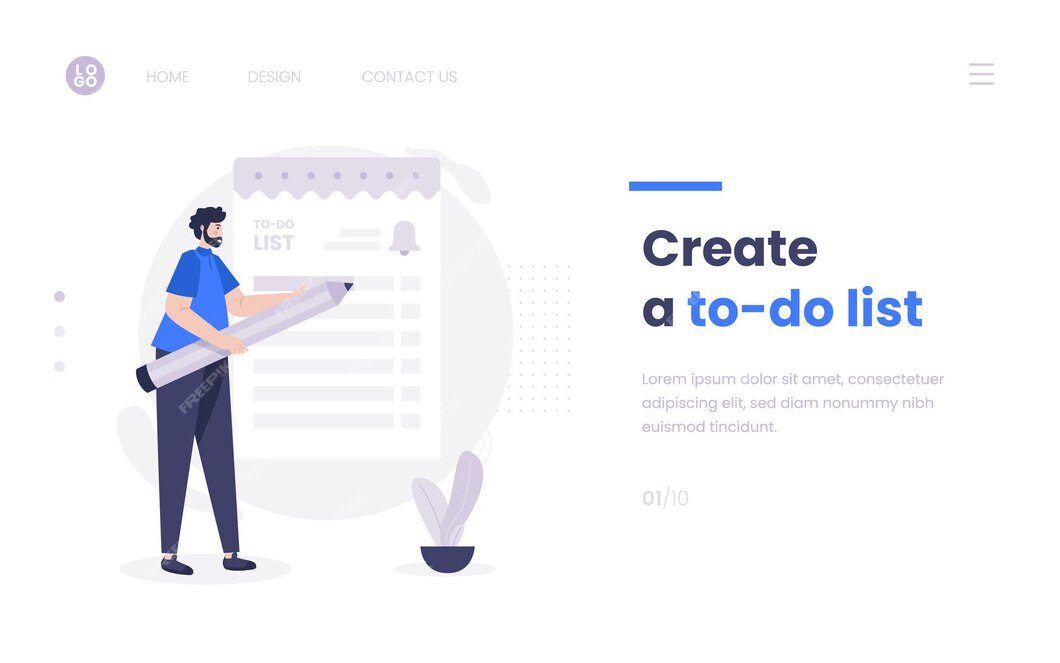 LO
GO
HOME
DESIGN
CONTACT US
TO-DO
LIST
FREEPIK
Create
a to-do list
Lorem ipsum dolor sit amet, consectetuer
adipiscing elit, sed diam nonummy nibh
euismod tincidunt.
01/10